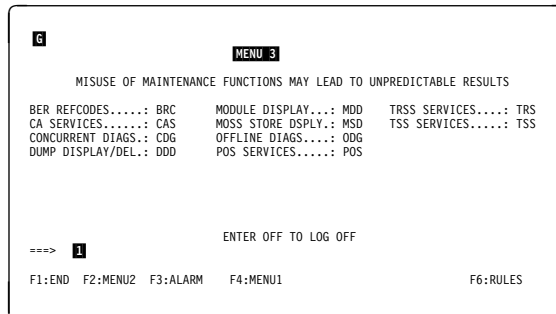 G
MENU 3
MISUSE OF MAINTENANCE FUNCTIONS MAY LEAD TO UNPREDICTABLE RESULTS
BER REFCODES.....: BRC MODULE DISPLAY...: MDD TRSS SERVICES....: TRS
CA SERVICES......: CAS MOSS STORE DSPLY.: MSD TSS SERVICES.....: TSS
CONCURRENT DIAGS.: CDG OFFLINE DIAGS....: ODG
DUMP DISPLAY/DEL.: DDD POS SERVICES.....: POS
ENTER OFF TO LOG OFF
===> 1
F1:END F2:MENU2 F3:ALARM F4:MENU1 F6:RULES